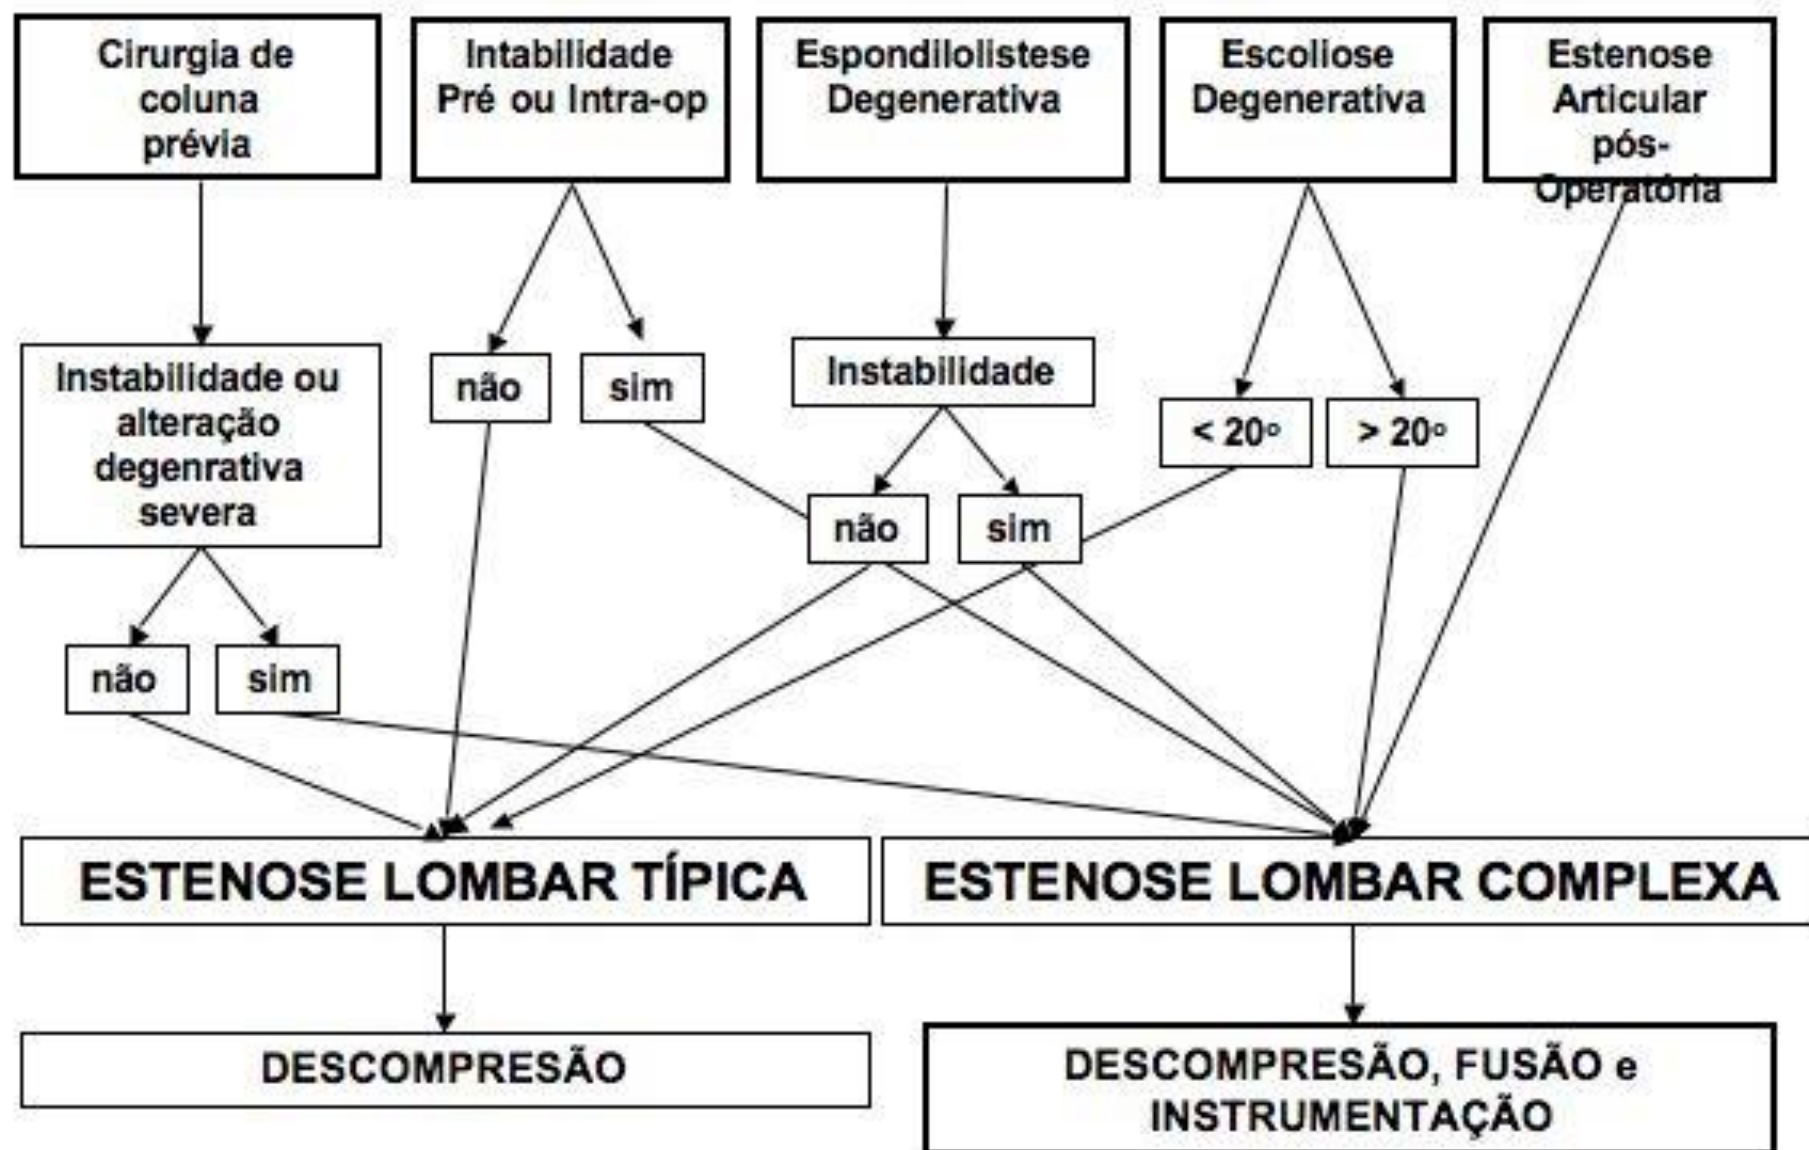 Cirurgia de
coluna
prévia
Intabilidade
Pré ou Intra-op
Espondilolistese
Degenerativa
Escoliose
Degenerativa
Estenose
Articular
pós-
Operatória
Instabilidade ou
alteração
degenrativa
severa
não
sim
Instabilidade
< 20º
> 20º
não
sim
não
sim
ESTENOSE LOMBAR TÍPICA
ESTENOSE LOMBAR COMPLEXA
DESCOMPRESÃO
DESCOMPRESÃO, FUSÃO e
INSTRUMENTAÇÃO